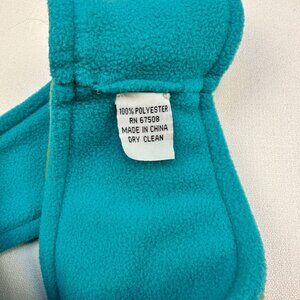 100% POLYESTER
RN 67508
MADE IN CHINA
DRY CLEAN